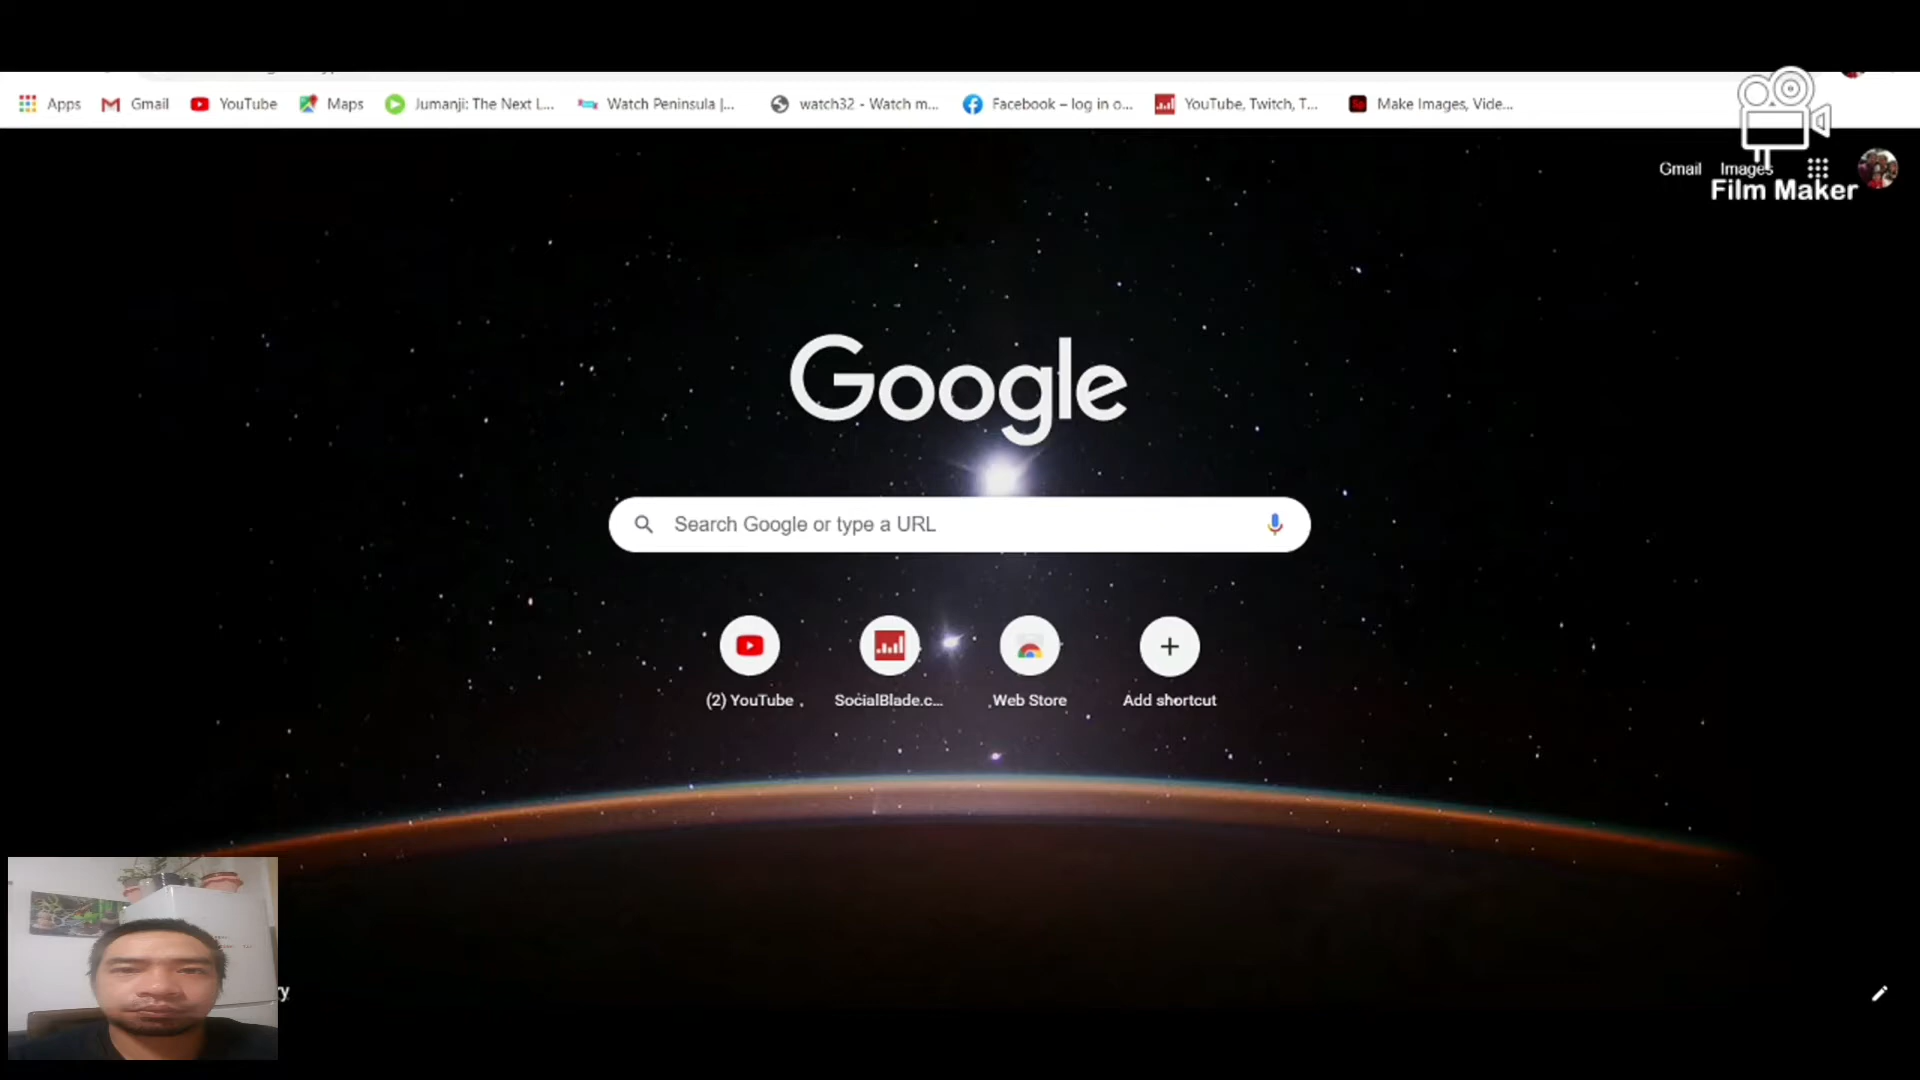 Apps Gmail YouTube Maps Jumanji: The Next L... Watch Peninsula |... watch32 - Watch m... Facebook – log in o... YouTube, Twitch, T... Make Images, Vide...
Gmail Images
Film Maker
Google
Search Google or type a URL
(2) YouTube SocialBlade.c... Web Store Add shortcut